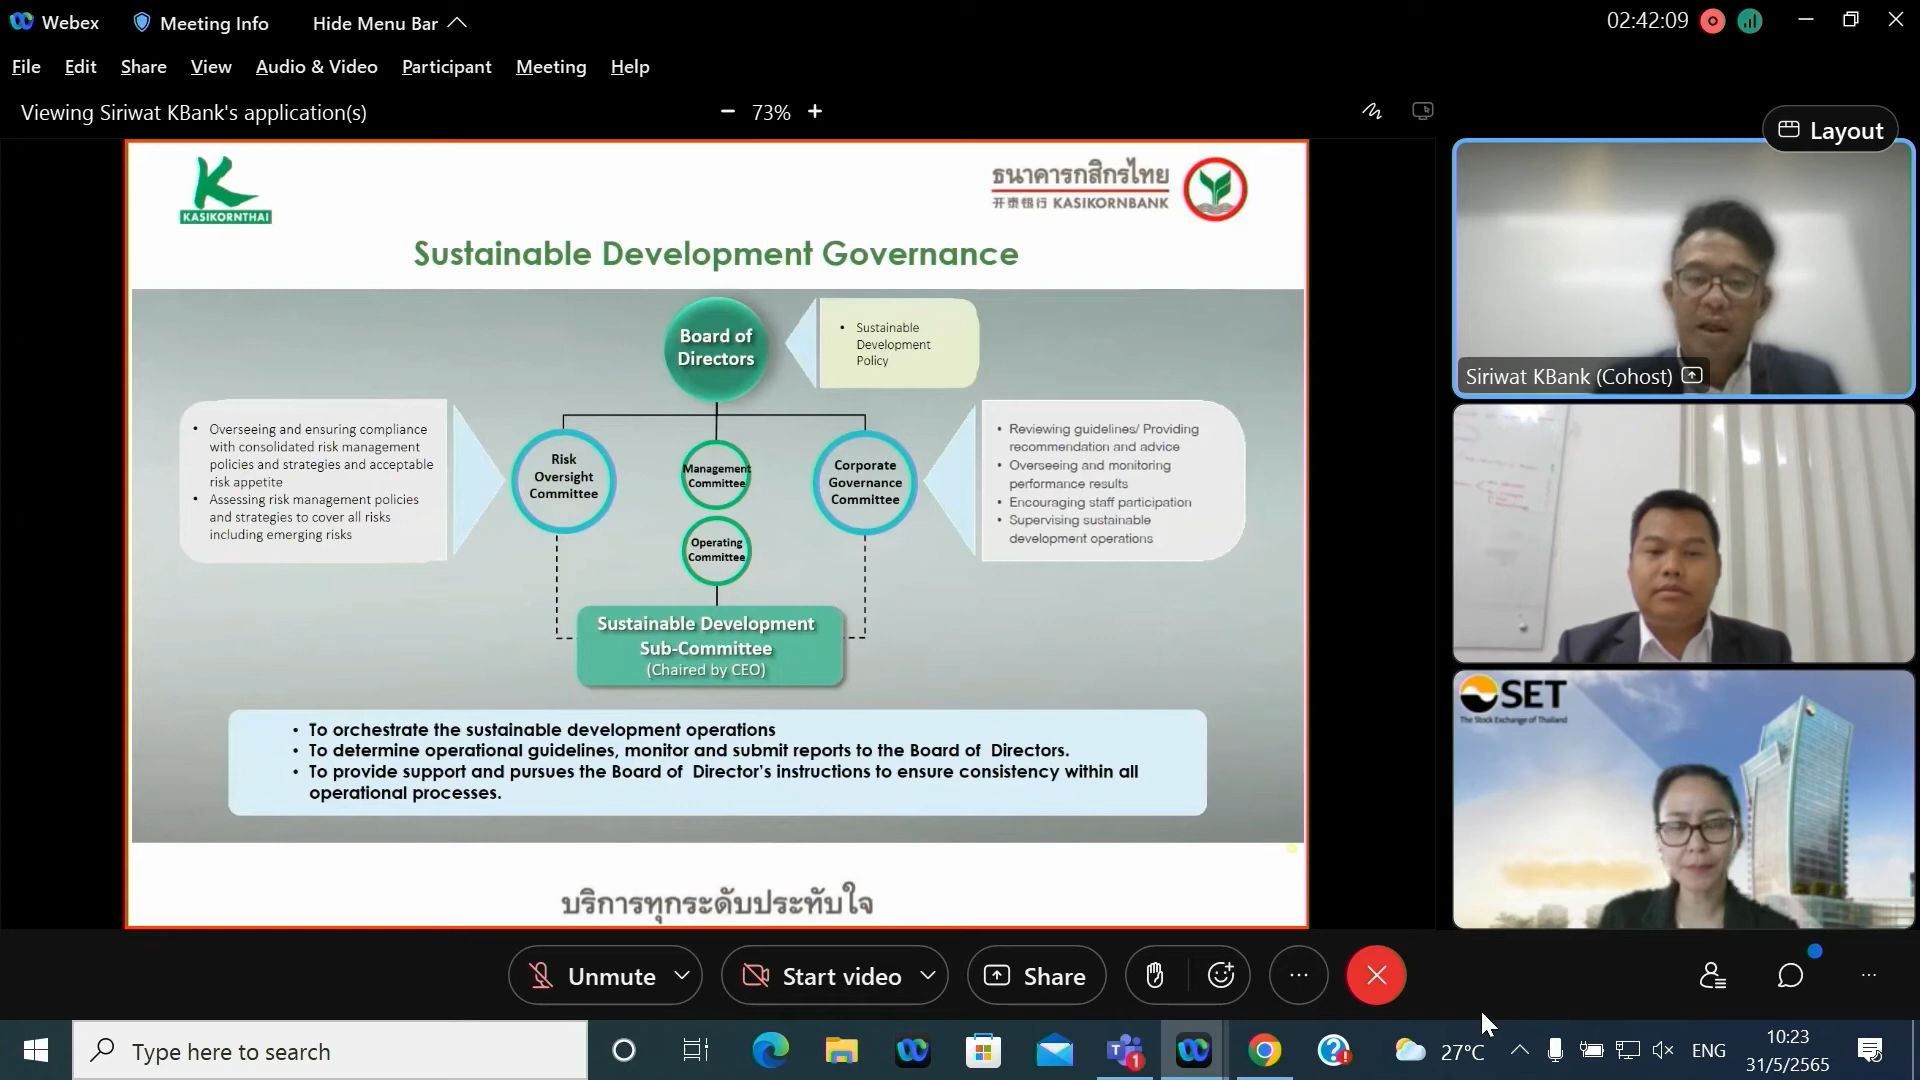 Webex
Meeting Info
Hide Menu Bar
02:42:09
File
Edit
Share
View
Audio & Video
Participant
Meeting
Help
Viewing Siriwat KBank's application(s)
73%
Layout
KASIKORNTHAI
ธนาคารกสิกรไทย
开泰银行 KASIKORNBANK
Sustainable Development Governance
Board of
Directors
• Sustainable
Development
Policy
• Overseeing and ensuring compliance
with consolidated risk management
policies and strategies and acceptable
risk appetite
• Assessing risk management policies
and strategies to cover all risks
including emerging risks
Risk
Oversight
Committee
Management
Committee
Operating
Committee
Corporate
Governance
Committee
• Reviewing guidelines/ Providing
recommendation and advice
• Overseeing and monitoring
performance results
• Encouraging staff participation
• Supervising sustainable
development operations
Sustainable Development
Sub-Committee
(Chaired by CEO)
• To orchestrate the sustainable development operations
• To determine operational guidelines, monitor and submit reports to the Board of Directors.
• To provide support and pursues the Board of Director's instructions to ensure consistency within all
operational processes.
บริการทุกระดับประทับใจ
Siriwat KBank (Cohost)
SET
The Stock Exchange of Thailand
Unmute
Start video
Share
Type here to search
1
27°C
ENG
10:23
31/5/2565